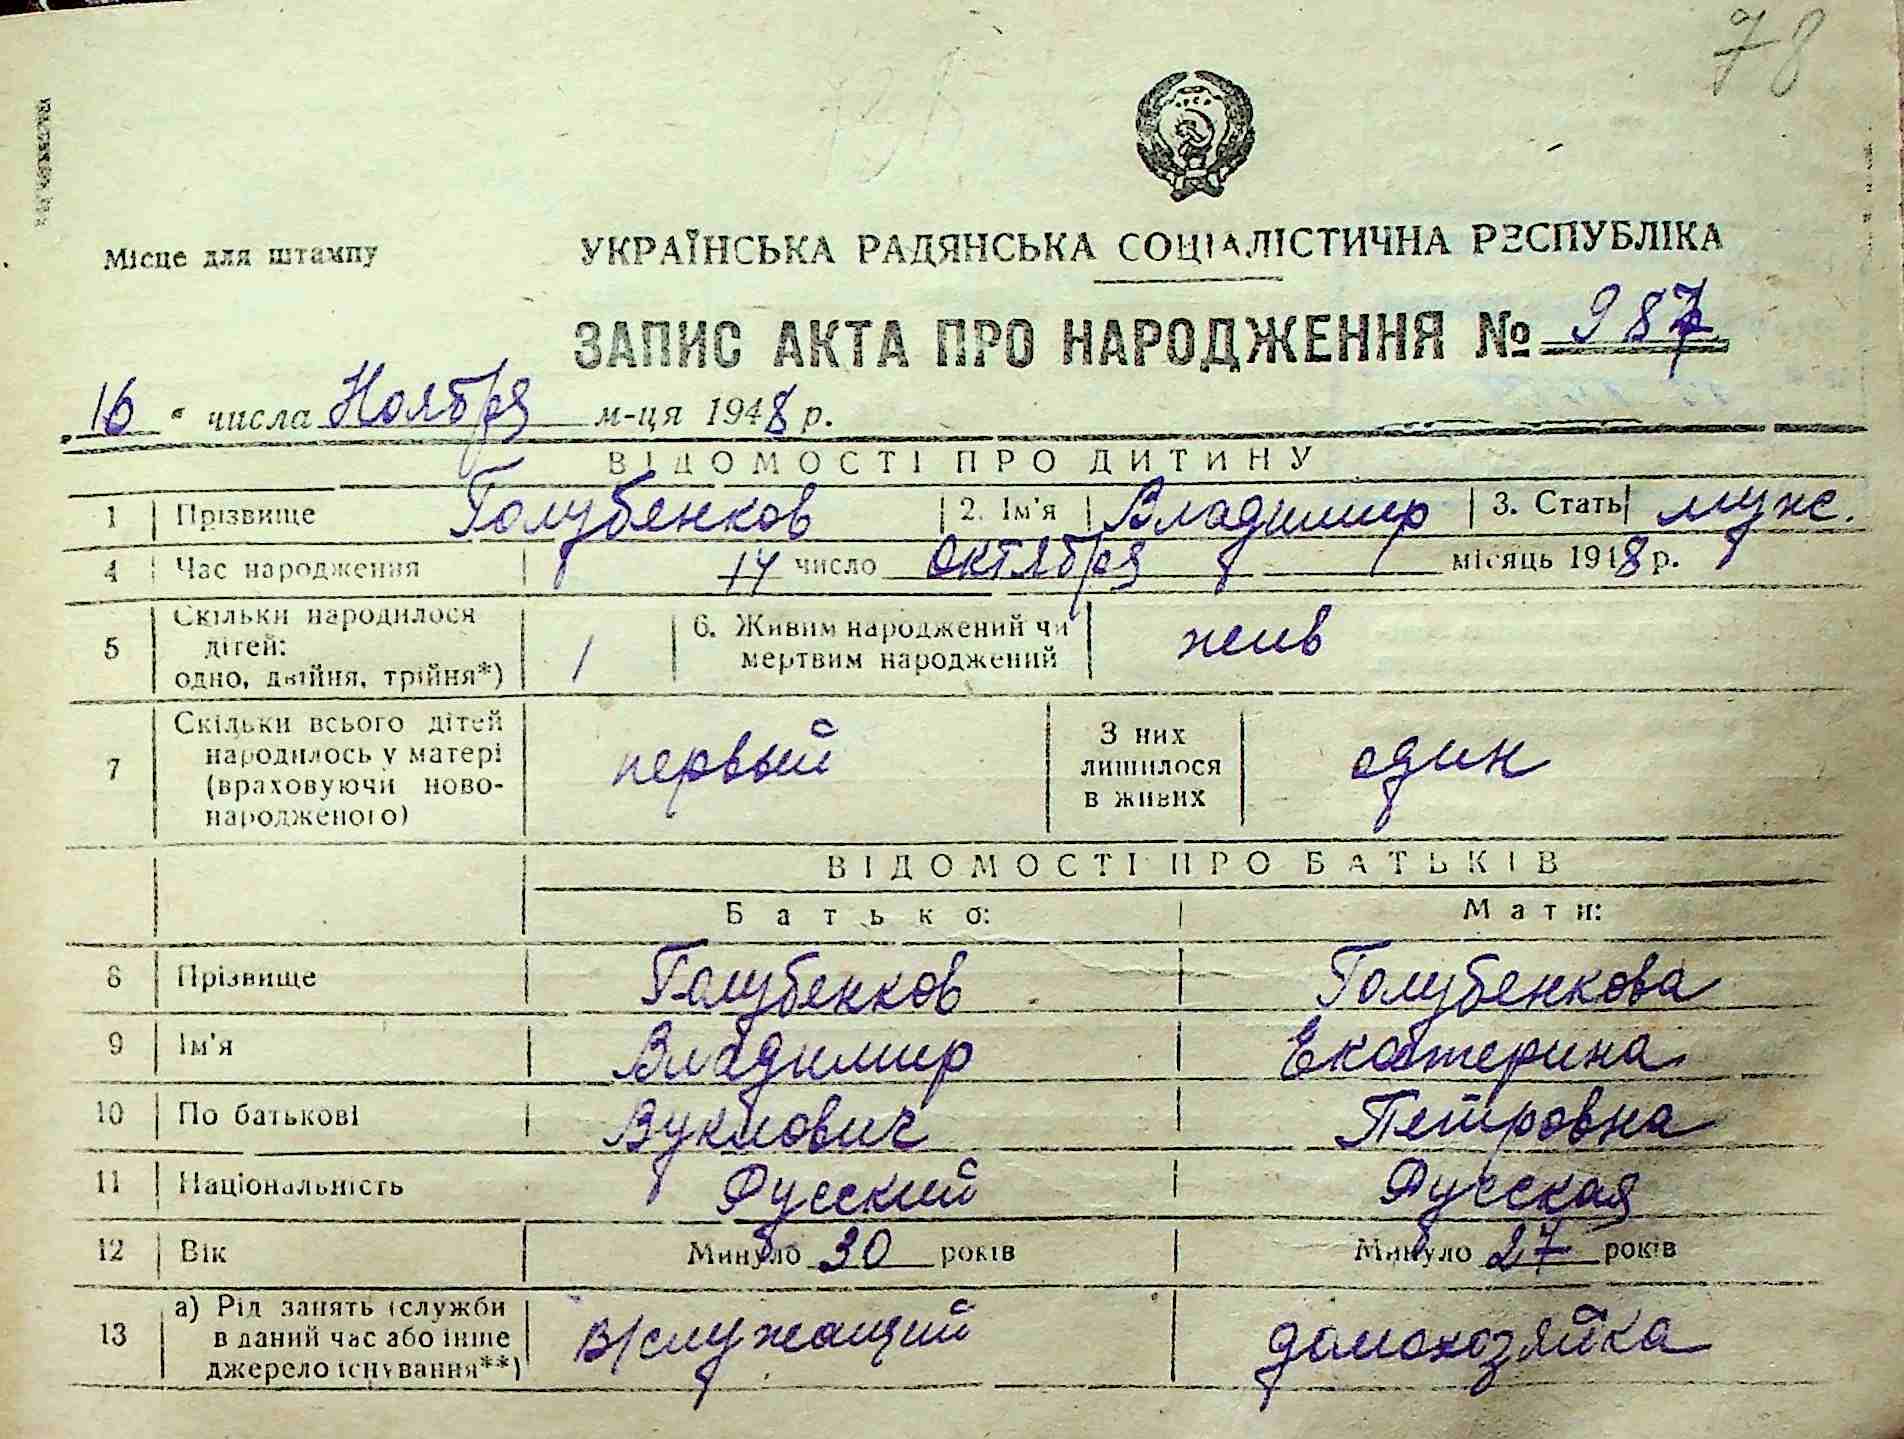 78
Місце для штампу
УКРАЇНСЬКА РАДЯНСЬКА СОЦІАЛІСТИЧНА РЕСПУБЛІКА
ЗАПИС АКТА ПРО НАРОДЖЕННЯ № 987
16 " числа Ноября м-ця 1948 р.
ВІДОМОСТІ ПРО ДИТИНУ
1 Прізвище Голубенков 2. Ім'я Владимир 3. Стать муж.
4 Час народження 14 число Октября місяць 1948 р.
5 Скільки народилося дітей: одно, двійня, трійня*) 1 6. Живим народжений чи мертвим народжений жив
7 Скільки всього дітей народилось у матері (враховуючи новонародженого) первый З них лишилося в живих один
ВІДОМОСТІ ПРО БАТЬКІВ
Батько: Мати:
8 Прізвище Голубенков Голубенкова
9 Ім'я Владимир Екатерина
10 По батькові Вукмович Петровна
11 Національність Русский Русская
12 Вік Минуло 30 років Минуло 27 років
13 а) Рід занять (служби в даний час або інше джерело існування**) в/служащий домохозяйка